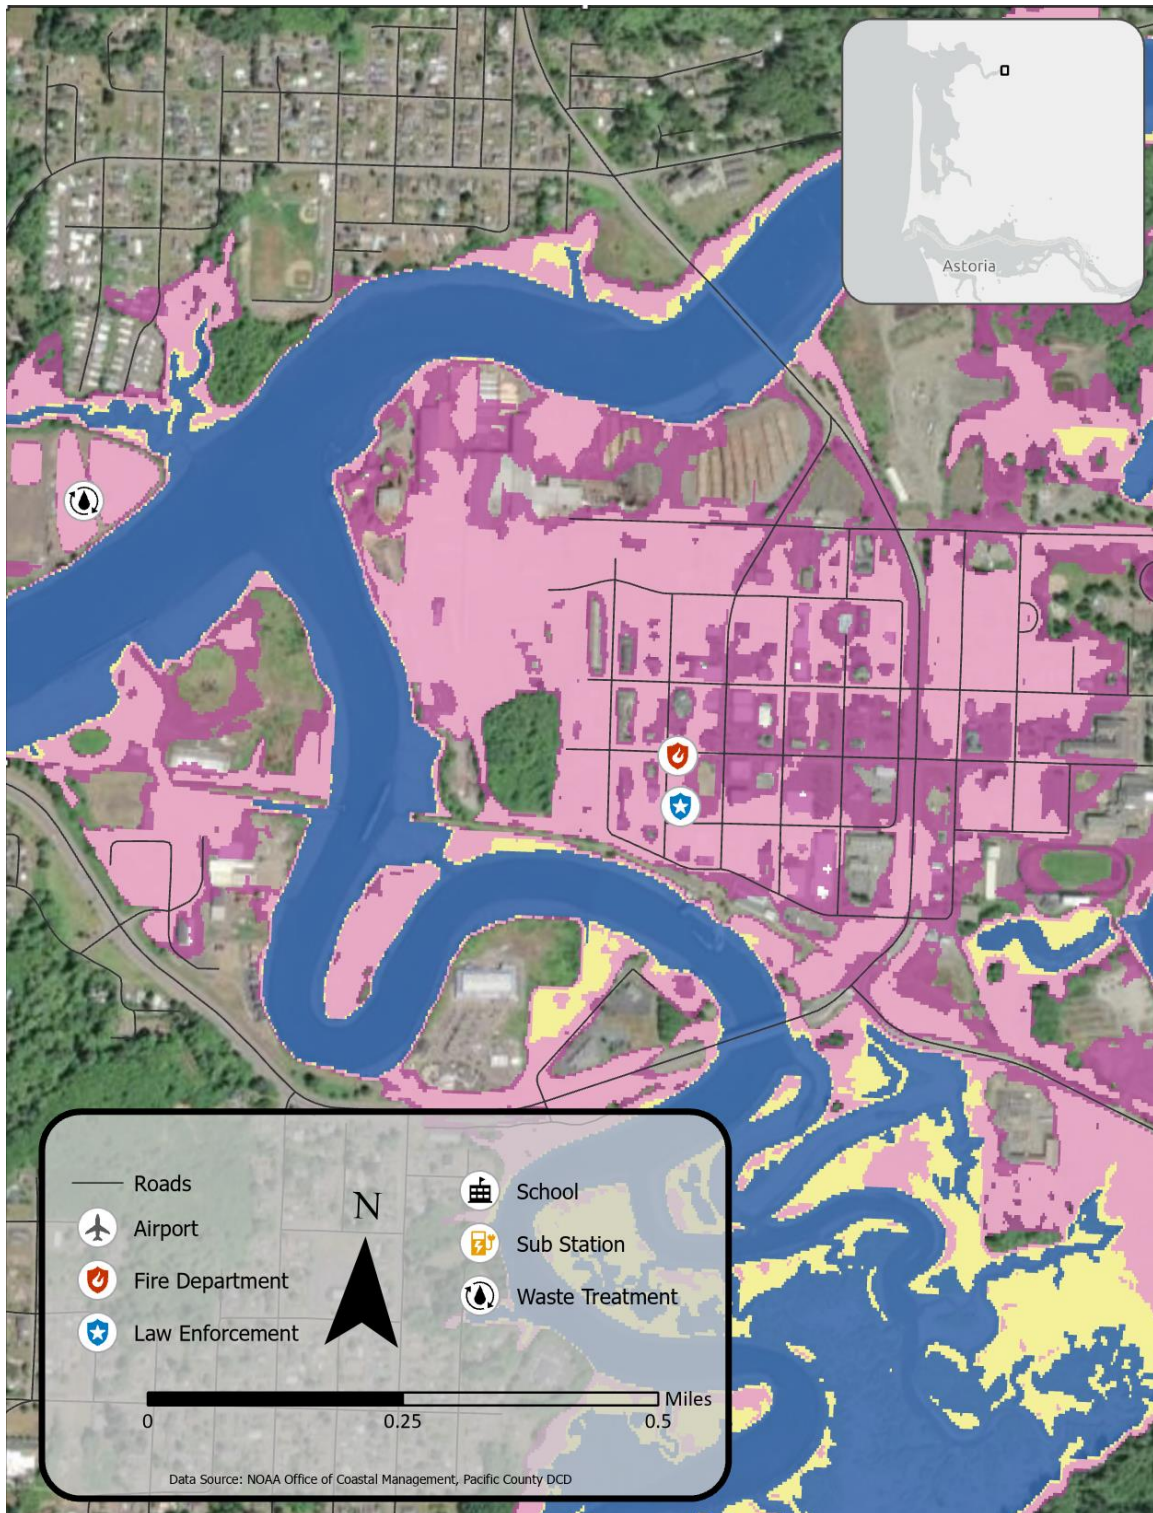 Astoria
Roads
Airport
Fire Department
Law Enforcement
N
School
Sub Station
Waste Treatment
Miles
0 0.25 0.5
Data Source: NOAA Office of Coastal Management, Pacific County DCD